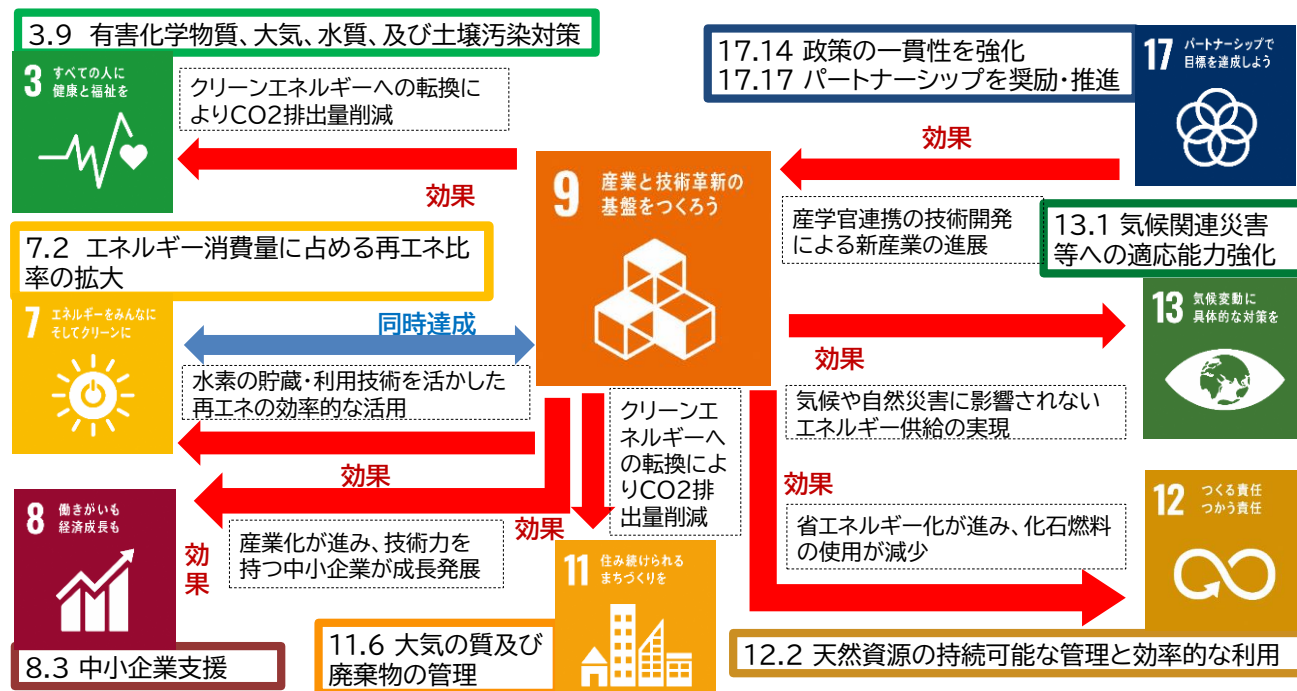 3.9 有害化学物質、大気、水質、及び土壌汚染対策
3 すべての人に
健康と福祉を
クリーンエネルギーへの転換に
よりCO2排出量削減
効果
17.14 政策の一貫性を強化
17.17 パートナーシップを奨励・推進
17 パートナーシップで
目標を達成しよう
効果
9 産業と技術革新の
基盤をつくろう
産学官連携の技術開発
による新産業の進展
13.1 気候関連災害
等への適応能力強化
7.2 エネルギー消費量に占める再エネ比
率の拡大
7 エネルギーをみんなに
そしてクリーンに
同時達成
水素の貯蔵・利用技術を活かした
再エネの効率的な活用
13 気候変動に
具体的な対策を
効果
気候や自然災害に影響されない
エネルギー供給の実現
クリーンエ
ネルギーへ
の転換によ
りCO2排
出量削減
効果
8 働きがいも
経済成長も
効
果
産業化が進み、技術力を
持つ中小企業が成長発展
効果
11 住み続けられる
まちづくりを
効果
省エネルギー化が進み、化石燃料
の使用が減少
12 つくる責任
つかう責任
8.3 中小企業支援
11.6 大気の質及び
廃棄物の管理
12.2 天然資源の持続可能な管理と効率的な利用